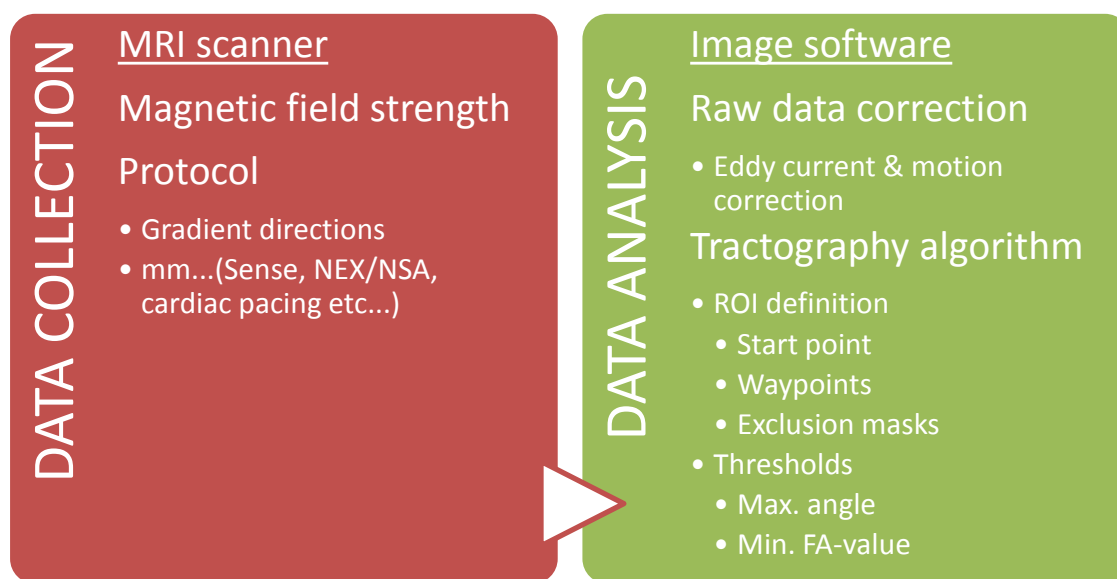 DATA COLLECTION
MRI scanner
Magnetic field strength
Protocol
• Gradient directions
• mm...(Sense, NEX/NSA,
cardiac pacing etc...)
DATA ANALYSIS
Image software
Raw data correction
• Eddy current & motion
correction
Tractography algorithm
• ROI definition
• Start point
• Waypoints
• Exclusion masks
• Thresholds
• Max. angle
• Min. FA-value